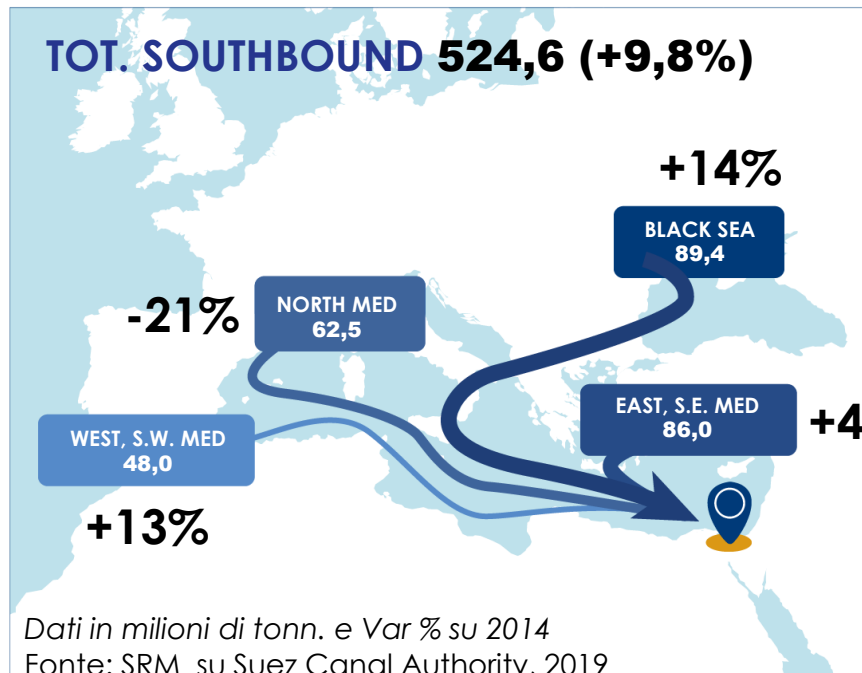 TOT. SOUTHBOUND 524,6 (+9,8%)
+14%
BLACK SEA
89,4
-21%
NORTH MED
62,5
EAST, S.E. MED
86,0
+4
WEST, S.W. MED
48,0
+13%
Dati in milioni di tonn. e Var % su 2014
Fonte: SRM su Suez Canal Authority, 2019